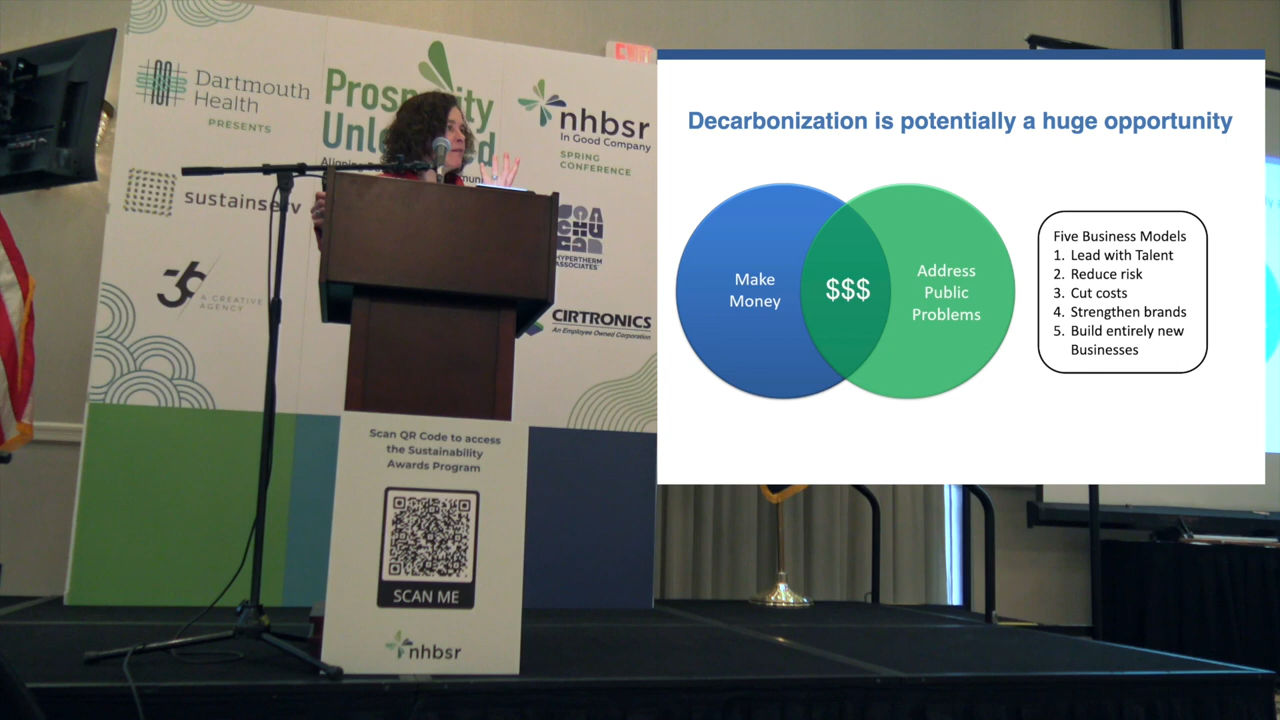 EXIT
Dartmouth
Health
PRESENTS
Prosperity
nhbsr
In Good Company
SPRING
CONFERENCE
sustainserv
HYPERTHERM
ASSOCIATES
36
A CREATIVE
AGENCY
CIRTRONICS
An Employee Owned Corporation
Scan QR Code to access
the Sustainability
Awards Program
SCAN ME
nhbsr
Decarbonization is potentially a huge opportunity
Make
Money
$$$
Address
Public
Problems
Five Business Models
1. Lead with Talent
2. Reduce risk
3. Cut costs
4. Strengthen brands
5. Build entirely new
Businesses